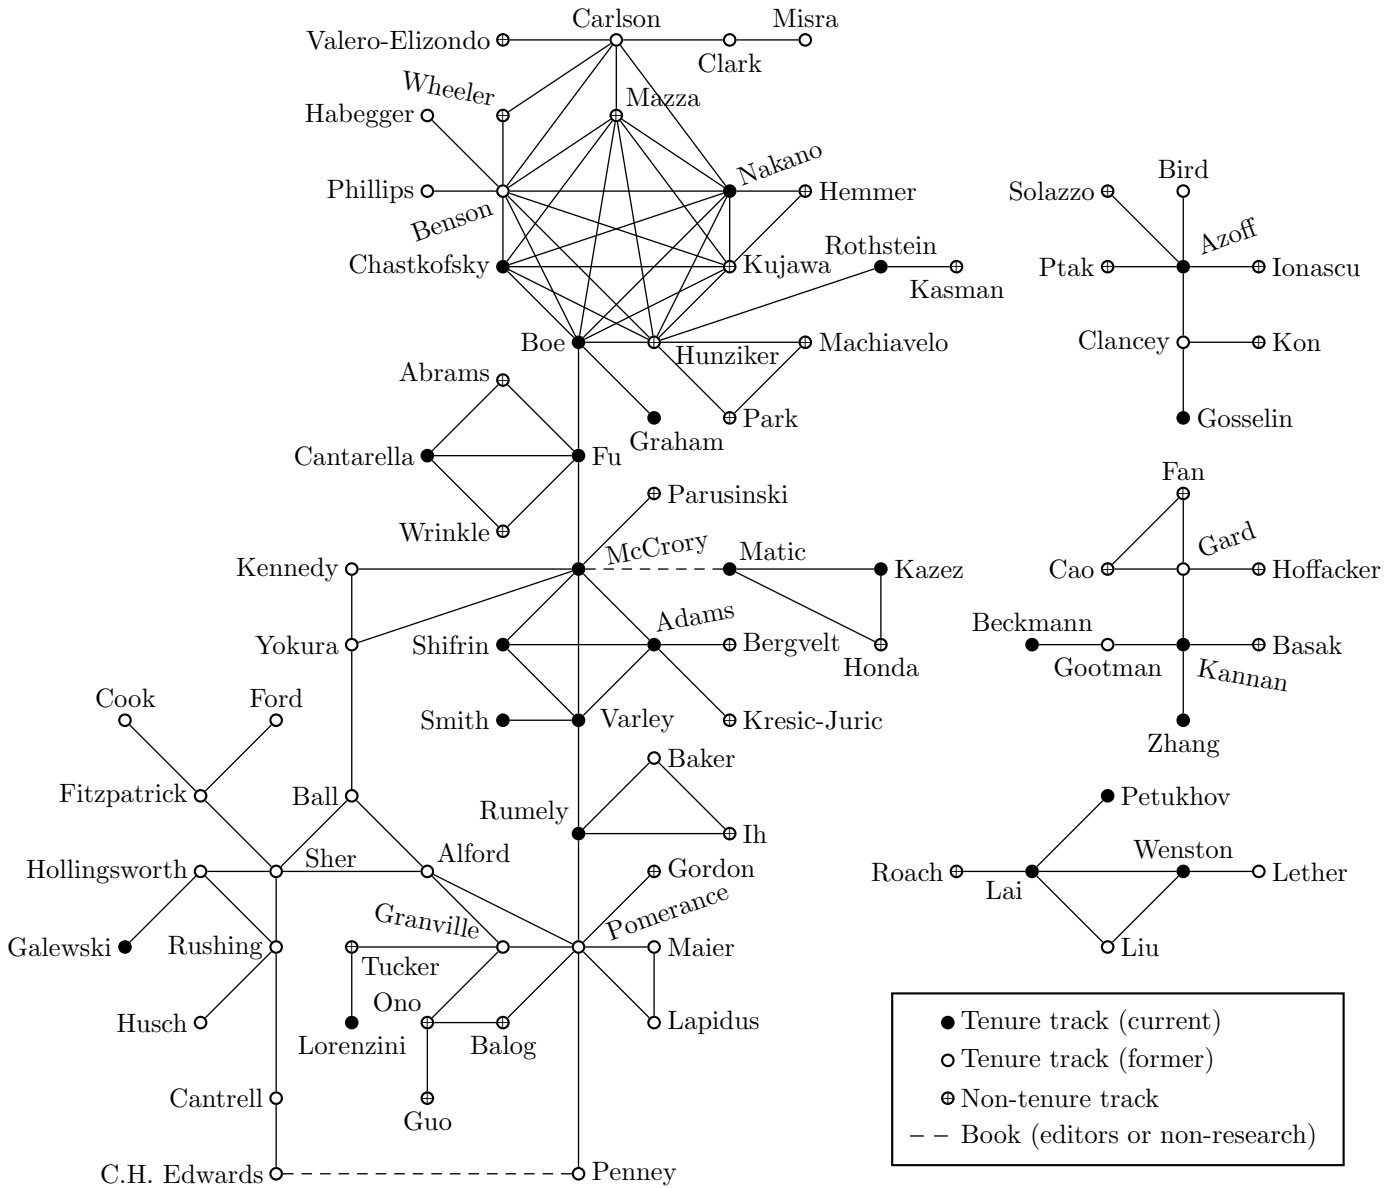 Carlson
Misra
Valero-Elizondo
Clark
Wheeler
Mazza
Habegger
Nakano
Phillips
Hemmer
Solazzo
Bird
Benson
Azoff
Rothstein
Chastkofsky
Kujawa
Ptak
Ionascu
Kasman
Boe
Hunziker
Machiavelo
Clancey
Kon
Abrams
Park
Gosselin
Graham
Cantarella
Fu
Fan
Parusinski
Wrinkle
McCrory
Matic
Gard
Kennedy
Kazez
Cao
Hoffacker
Adams
Beckmann
Yokura
Shifrin
Bergvelt
Basak
Honda
Gootman
Kannan
Cook
Ford
Smith
Varley
Kresic-Juric
Zhang
Baker
Fitzpatrick
Ball
Petukhov
Rumely
Ih
Sher
Alford
Wenston
Hollingsworth
Gordon
Roach
Lether
Lai
Granville
Pomerance
Galewski
Rushing
Maier
Liu
Tucker
Ono
Husch
Lapidus
Lorenzini
Balog
Cantrell
Guo
C.H. Edwards
Penney
Tenure track (current)
Tenure track (former)
Non-tenure track
Book (editors or non-research)